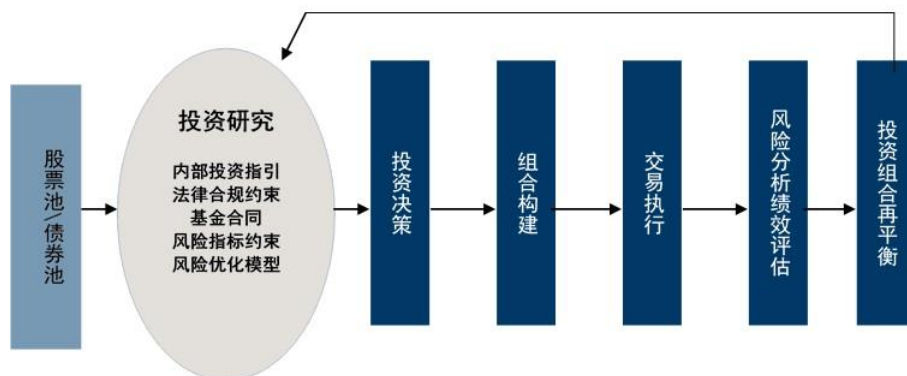 股票池\债券池
投资研究
内部投资指引
法律合规约束
基金合同
风险指标约束
风险优化模型
投资决策
组合构建
交易执行
风险分析绩效评估
投资组合再平衡